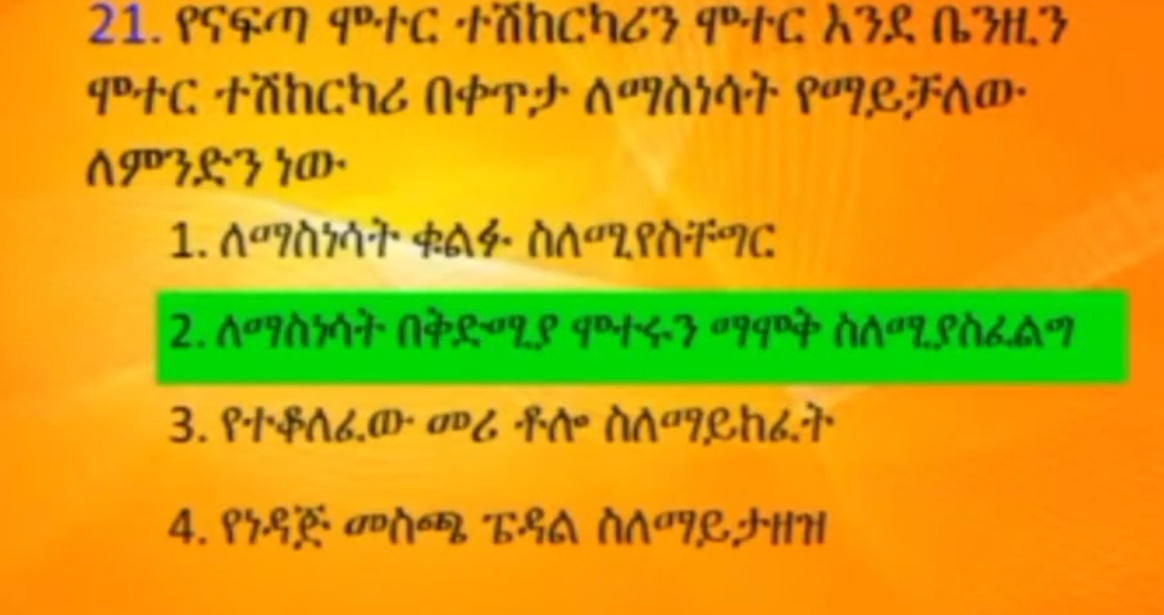 21. የናፍጣ ሞተር ተሽከርካሪን ሞተር እንደ ቤንዚን
ሞተር ተሽከርካሪ በቀጥታ ለማስነሳት የማይቻለው
ለምንድን ነው
1. ለማስነሳት ቁልፉ ስለሚያስቸግር
2. ለማስነሳት በቅድሚያ ሞተሩን ማሞቅ ስለሚያስፈልግ
3. የተቆለፈው መሪ ቶሎ ስለማይከፈት
4. የነዳጅ መስጫ ፔዳል ስለማይታዘዝ